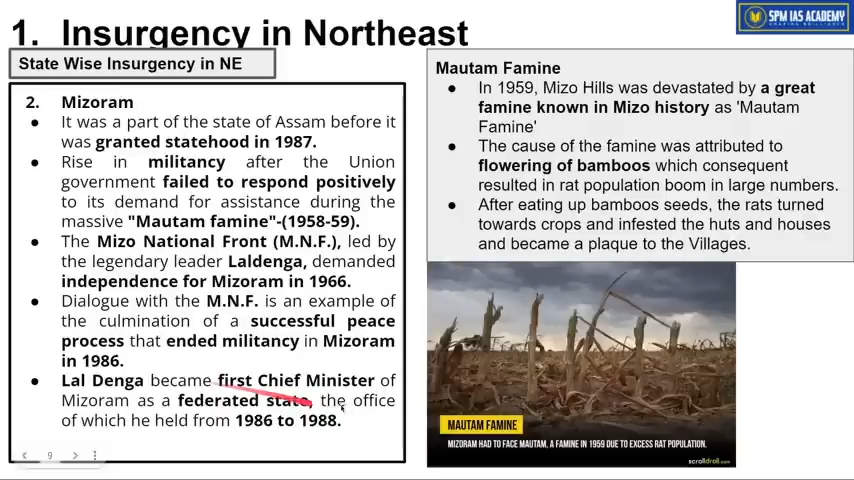 1. Insurgency in Northeast
SPM IAS ACADEMY
SHAPING BRILLIANCE
State Wise Insurgency in NE
2. Mizoram
● It was a part of the state of Assam before it
was granted statehood in 1987.
● Rise in militancy after the Union
government failed to respond positively
to its demand for assistance during the
massive "Mautam famine"-(1958-59).
● The Mizo National Front (M.N.F.), led by
the legendary leader Laldenga, demanded
independence for Mizoram in 1966.
● Dialogue with the M.N.F. is an example of
the culmination of a successful peace
process that ended militancy in Mizoram
in 1986.
● Lal Denga became first Chief Minister of
Mizoram as a federated state, the office
of which he held from 1986 to 1988.
9
Mautam Famine
● In 1959, Mizo Hills was devastated by a great
famine known in Mizo history as 'Mautam
Famine'
● The cause of the famine was attributed to
flowering of bamboos which consequent
resulted in rat population boom in large numbers.
● After eating up bamboos seeds, the rats turned
towards crops and infested the huts and houses
and became a plaque to the Villages.
MAUTAM FAMINE
MIZORAM HAD TO FACE MAUTAM, A FAMINE IN 1959 DUE TO EXCESS RAT POPULATION.
scrolldroll.com